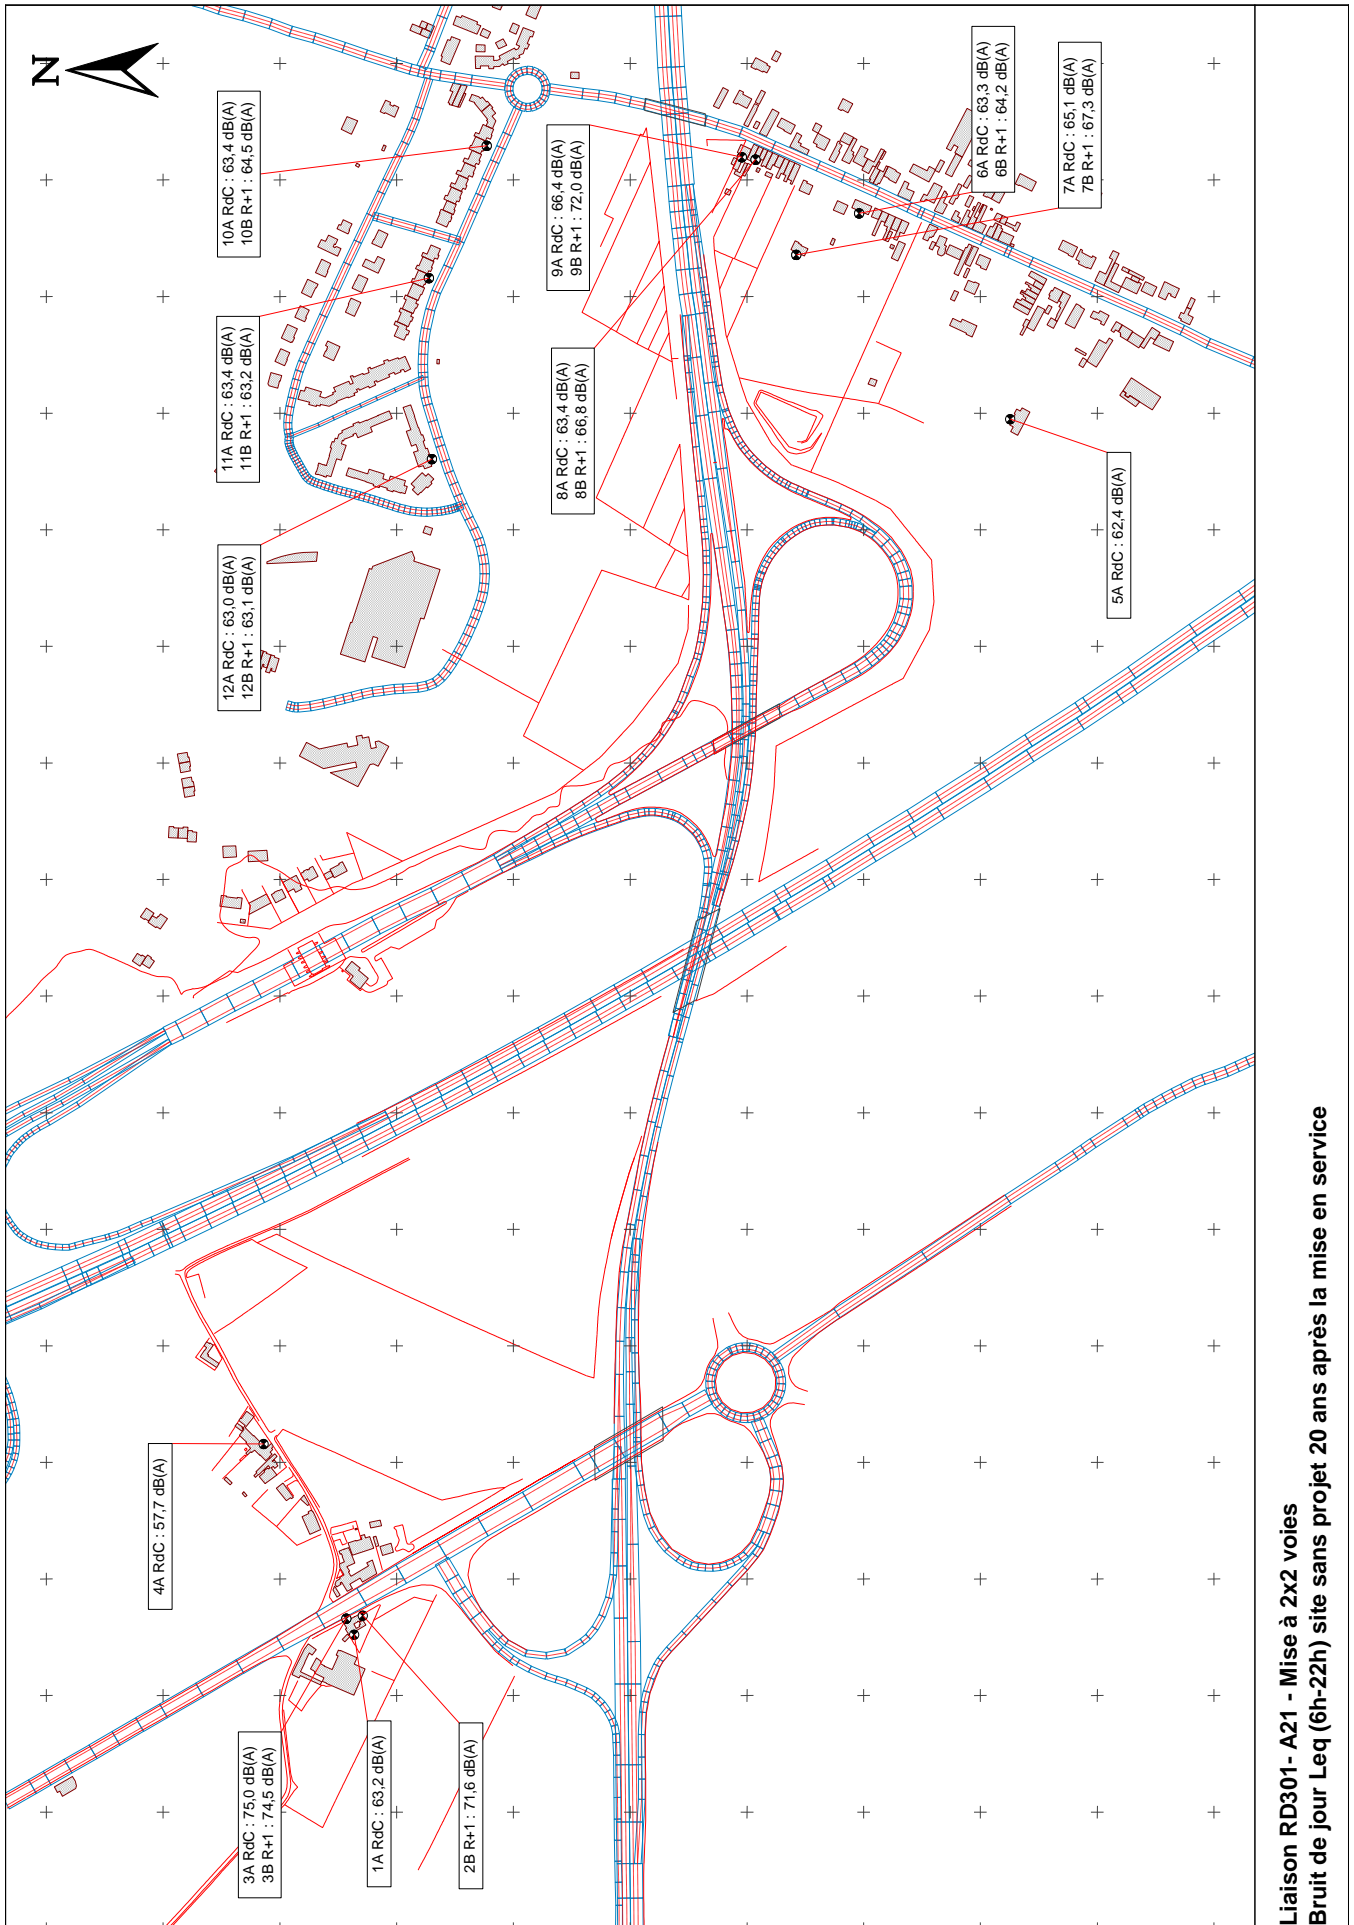 N
10A RdC : 63,4 dB(A)
10B R+1 : 64,5 dB(A)
11A RdC : 63,4 dB(A)
11B R+1 : 63,2 dB(A)
12A RdC : 63,0 dB(A)
12B R+1 : 63,1 dB(A)
9A RdC : 66,4 dB(A)
9B R+1 : 72,0 dB(A)
8A RdC : 63,4 dB(A)
8B R+1 : 66,8 dB(A)
6A RdC : 63,3 dB(A)
6B R+1 : 64,2 dB(A)
7A RdC : 65,1 dB(A)
7B R+1 : 67,3 dB(A)
5A RdC : 62,4 dB(A)
4A RdC : 57,7 dB(A)
3A RdC : 75,0 dB(A)
3B R+1 : 74,5 dB(A)
1A RdC : 63,2 dB(A)
2B R+1 : 71,6 dB(A)
Liaison RD301- A21 - Mise à 2x2 voies
Bruit de jour Leq (6h-22h) site sans projet 20 ans après la mise en service